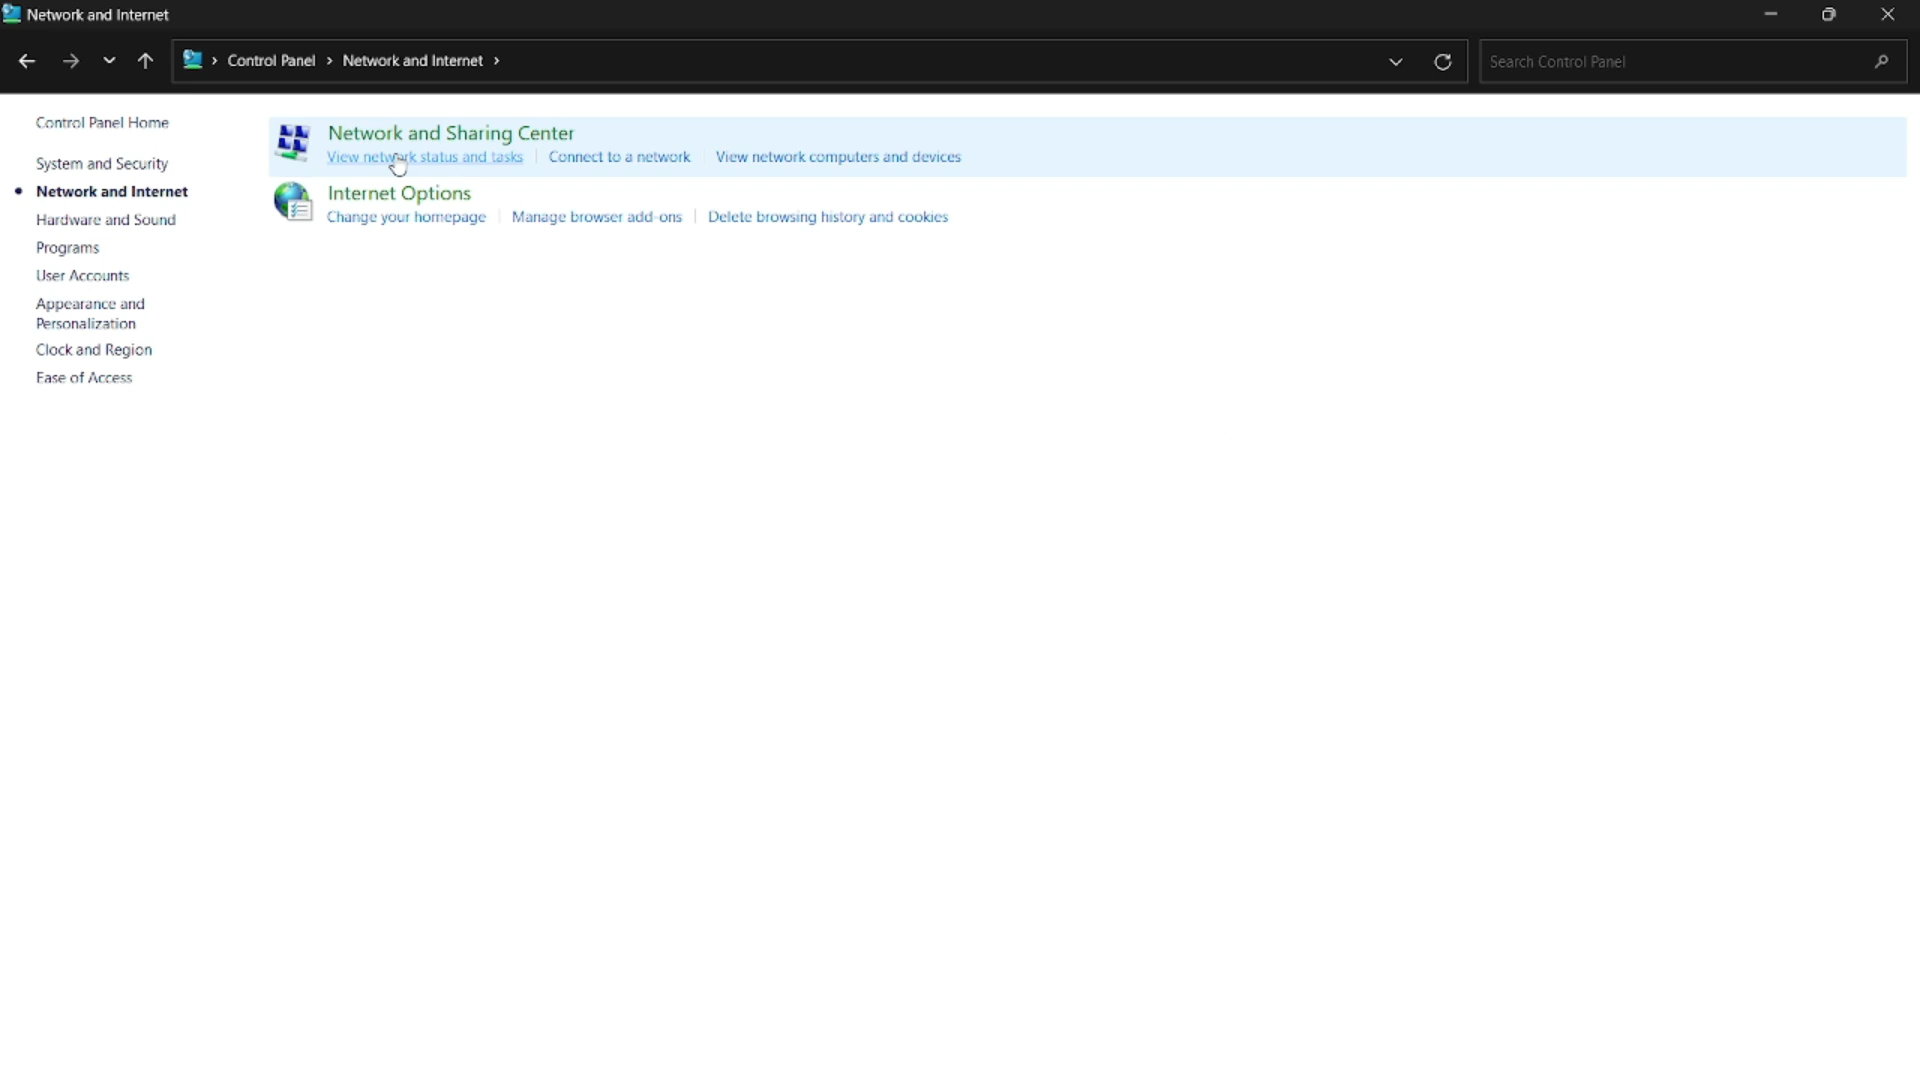 Network and Internet
Control Panel > Network and Internet >
Search Control Panel
Control Panel Home
System and Security
Network and Internet
Hardware and Sound
Programs
User Accounts
Appearance and
Personalization
Clock and Region
Ease of Access
Network and Sharing Center
View network status and tasks
Connect to a network
View network computers and devices
Internet Options
Change your homepage
Manage browser add-ons
Delete browsing history and cookies